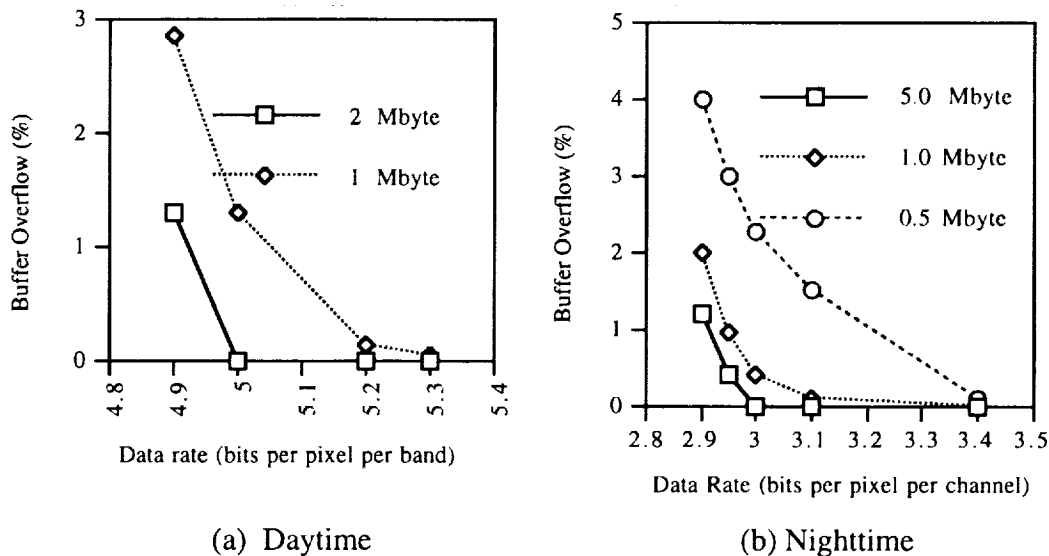 3
2
1
0
Buffer Overflow (%)
2 Mbyte
1 Mbyte
4.8
4.9
5
5.1
5.2
5.3
5.4
Data rate (bits per pixel per band)
(a) Daytime
5
4
3
2
1
0
Buffer Overflow (%)
5.0 Mbyte
1.0 Mbyte
0.5 Mbyte
2.8 2.9 3 3.1 3.2 3.3 3.4 3.5
Data Rate (bits per pixel per channel)
(b) Nighttime